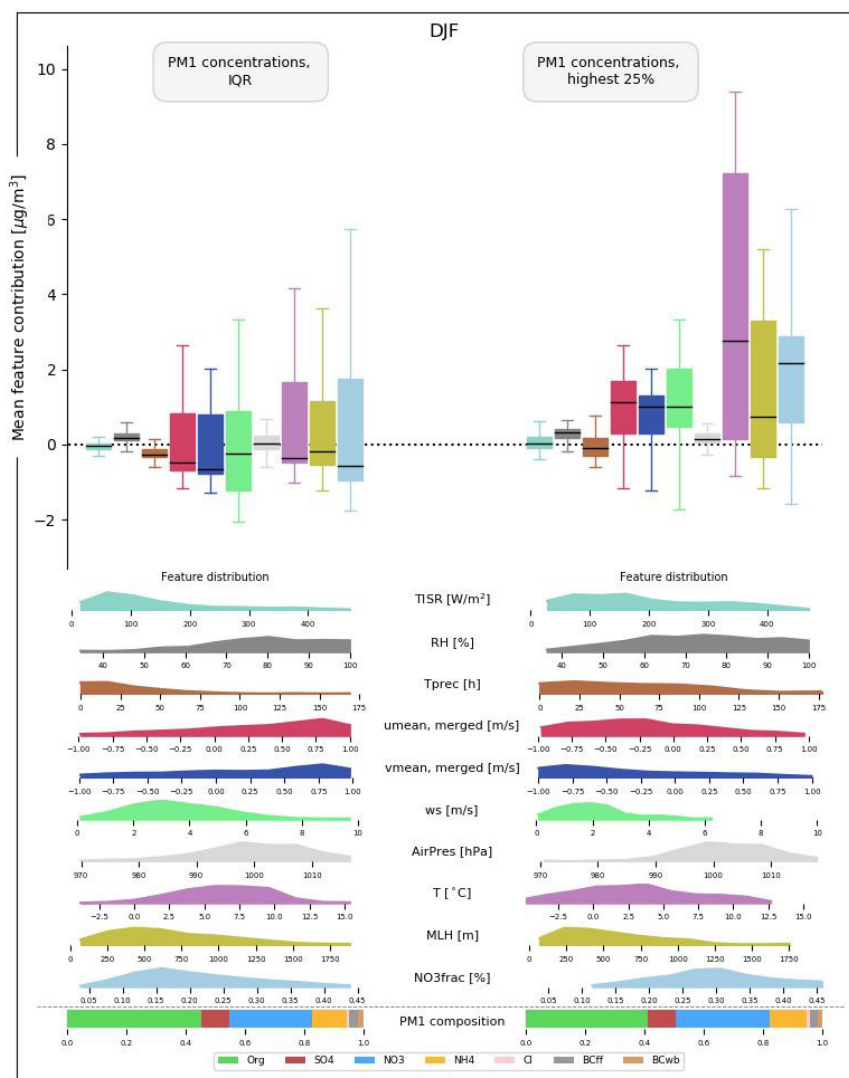 DJF
PM1 concentrations,
IQR
PM1 concentrations,
highest 25%
Mean feature contribution [μg/m³]
10
8
6
4
2
0
−2
Feature distribution
Feature distribution
TISR [W/m²]
0 100 200 300 400
0 100 200 300 400
RH [%]
40 50 60 70 80 90 100
40 50 60 70 80 90 100
Tprec [h]
0 25 50 75 100 125 150 175
0 25 50 75 100 125 150 175
umean, merged [m/s]
−1.00 −0.75 −0.50 −0.25 0.00 0.25 0.50 0.75 1.00
−1.00 −0.75 −0.50 −0.25 0.00 0.25 0.50 0.75 1.00
vmean, merged [m/s]
−1.00 −0.75 −0.50 −0.25 0.00 0.25 0.50 0.75 1.00
−1.00 −0.75 −0.50 −0.25 0.00 0.25 0.50 0.75 1.00
ws [m/s]
0 2 4 6 8 10
0 2 4 6 8 10
AirPres [hPa]
970 980 990 1000 1010
970 980 990 1000 1010
T [°C]
−2.5 0.0 2.5 5.0 7.5 10.0 12.5 15.0
−2.5 0.0 2.5 5.0 7.5 10.0 12.5 15.0
MLH [m]
0 250 500 750 1000 1250 1500 1750
0 250 500 750 1000 1250 1500 1750
NO3frac [%]
0.05 0.10 0.15 0.20 0.25 0.30 0.35 0.40 0.45
0.05 0.10 0.15 0.20 0.25 0.30 0.35 0.40 0.45
PM1 composition
0.0 0.2 0.4 0.6 0.8 1.0
0.0 0.2 0.4 0.6 0.8 1.0
Org SO4 NO3 NH4 Cl BCff BCwb